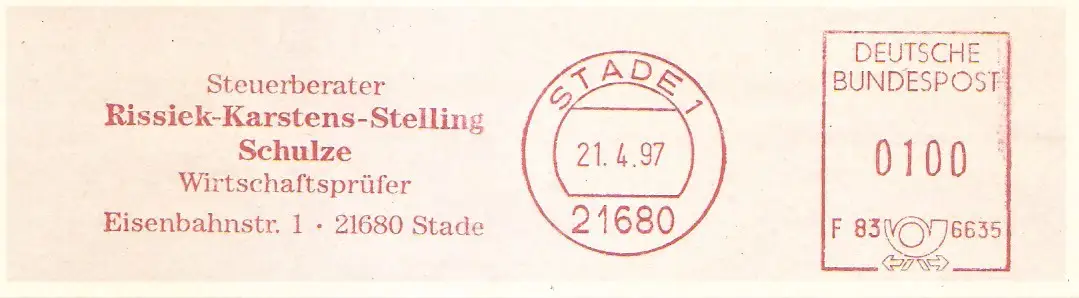 Steuerberater
Rissiek-Karstens-Stelling
Schulze
Wirtschaftsprüfer
Eisenbahnstr. 1 · 21680 Stade
STADE 1
21.4.97
21680
DEUTSCHE
BUNDESPOST
0100
F 83 6635